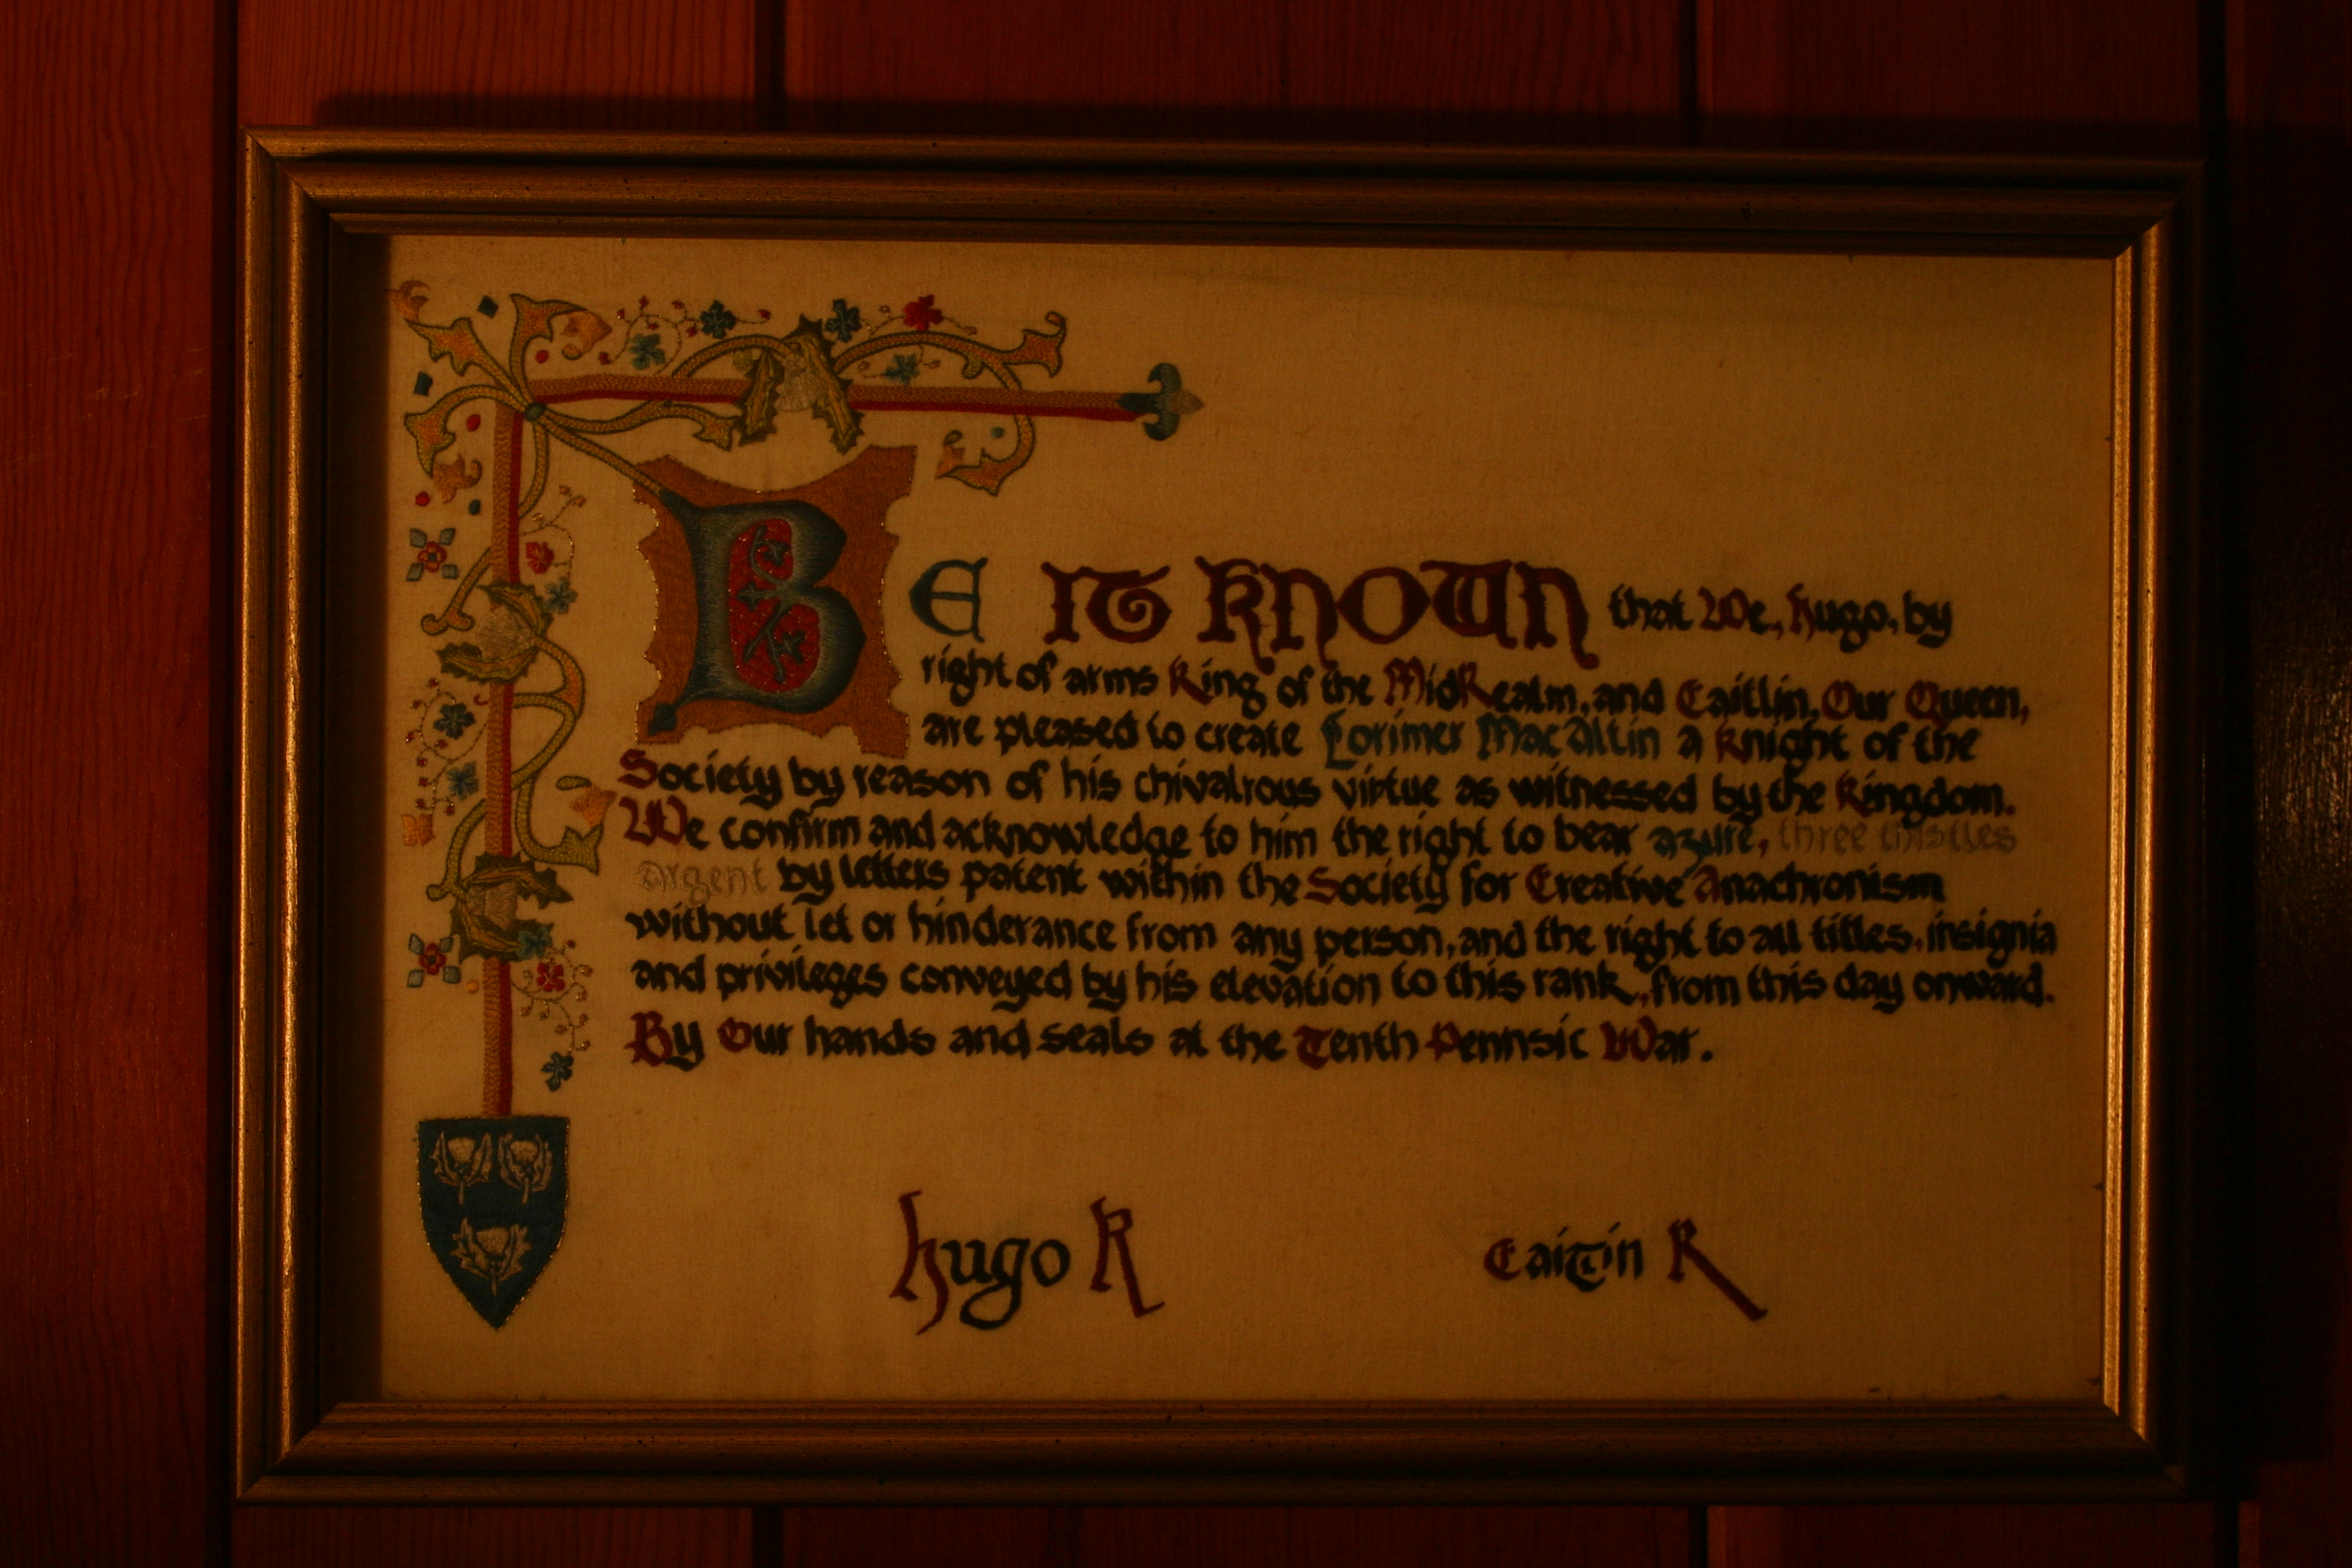 BE IT KNOWN that We, Hugo, by
right of arms King of the MidRealm, and Caitlin, Our Queen,
are pleased to create Lorimer MacAltin a Knight of the
Society by reason of his chivalrous virtue as witnessed by the Kingdom.
We confirm and acknowledge to him the right to bear azure, three thistles
argent by letters patent within the Society for Creative Anachronism
without let or hinderance from any person, and the right to all titles, insignia
and privileges conveyed by his elevation to this rank, from this day onward.
By Our hands and seals at the Tenth Pennsic War.
Hugo R Caitlin R